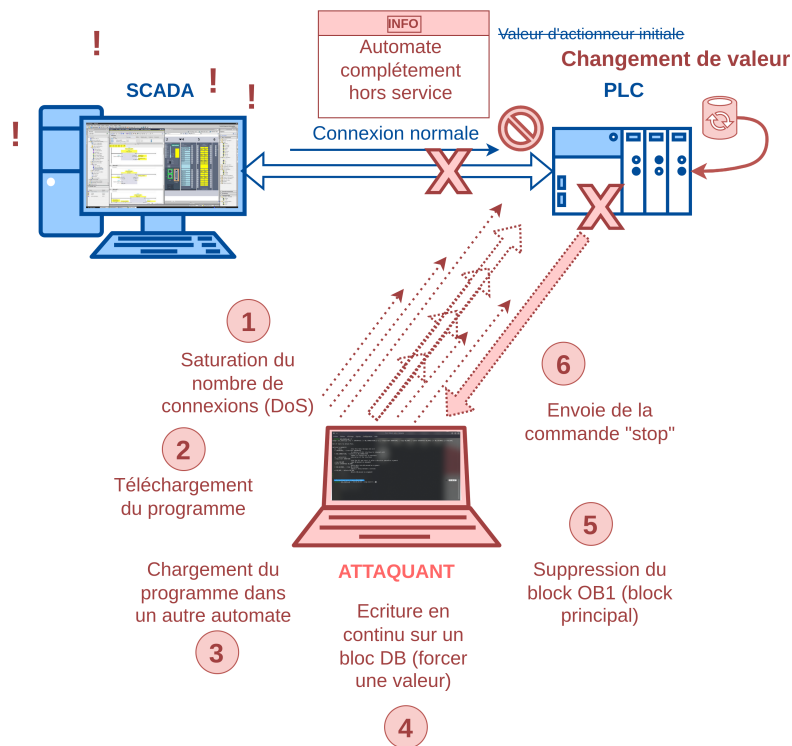 INFO
Automate
complétement
hors service
Valeur d'actionneur initiale
Changement de valeur
SCADA
PLC
Connexion normale
!
!
!
!
X
X
1
Saturation du
nombre de
connexions (DoS)
2
Téléchargement
du programme
Chargement du
programme dans
un autre automate
3
ATTAQUANT
Ecriture en
continu sur un
bloc DB (forcer
une valeur)
4
5
Suppression du
block OB1 (block
principal)
6
Envoie de la
commande "stop"